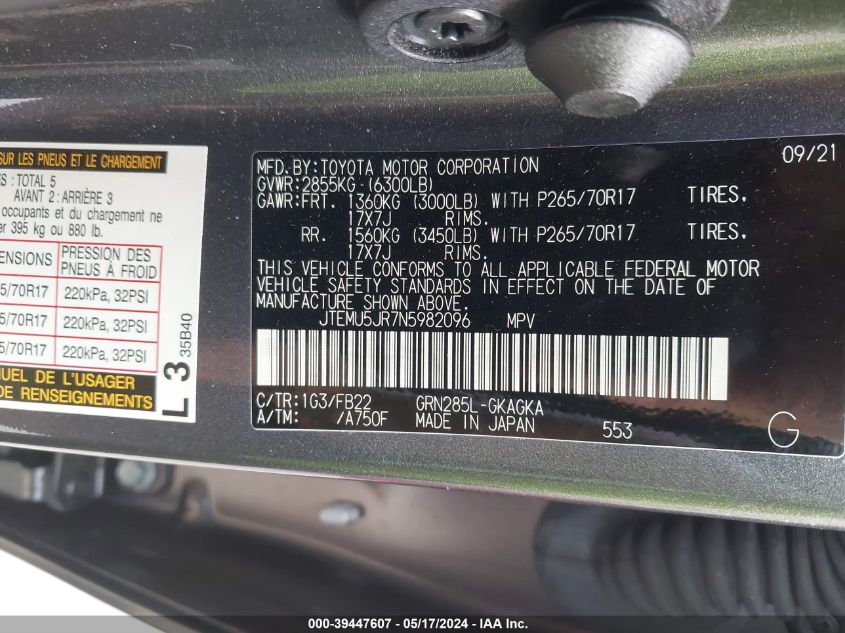 SUR LES PNEUS ET LE CHARGEMENT
ES : TOTAL 5
AVANT 2 : ARRIÈRE 3
occupants et du chargement ne
er 395 kg ou 880 lb.
ENSIONS PRESSION DES PNEUS À FROID
5/70R17 220kPa, 32PSI
5/70R17 220kPa, 32PSI
5/70R17 220kPa, 32PSI
NUEL DE L'USAGER
DE RENSEIGNEMENTS
L 3 35B40
MFD.BY:TOYOTA MOTOR CORPORATION 09/21
GVWR:2855KG (6300LB)
GAWR:FRT. 1360KG (3000LB) WITH P265/70R17 TIRES.
17X7J RIMS.
RR. 1560KG (3450LB) WITH P265/70R17 TIRES.
17X7J RIMS.
THIS VEHICLE CONFORMS TO ALL APPLICABLE FEDERAL MOTOR
VEHICLE SAFETY STANDARDS IN EFFECT ON THE DATE OF
MANUFACTURE SHOWN ABOVE.
JTEMU5JR7N5982096 MPV
C/TR:1G3/FB22 GRN285L-GKAGKA
A/TM: /A750F MADE IN JAPAN 553 G
000-39447607 - 05/17/2024 - IAA Inc.